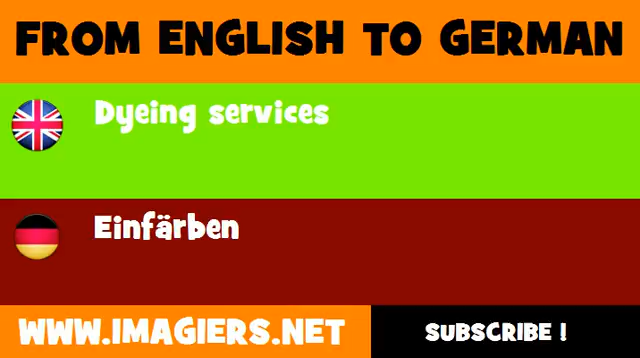 FROM ENGLISH TO GERMAN
Dyeing services
Einfärben
WWW.IMAGIERS.NET
SUBSCRIBE !